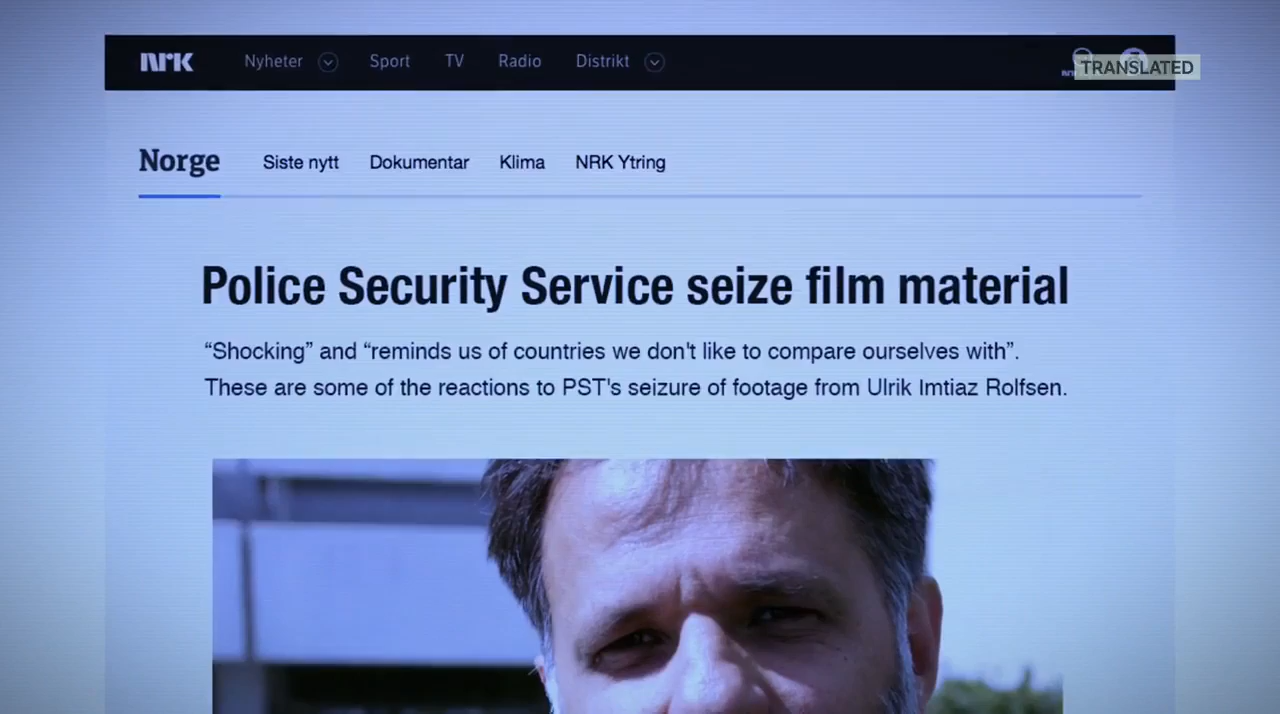 nrk
Nyheter Sport TV Radio Distrikt
TRANSLATED
Norge Siste nytt Dokumentar Klima NRK Ytring
Police Security Service seize film material
“Shocking” and “reminds us of countries we don't like to compare ourselves with”.
These are some of the reactions to PST's seizure of footage from Ulrik Imtiaz Rolfsen.